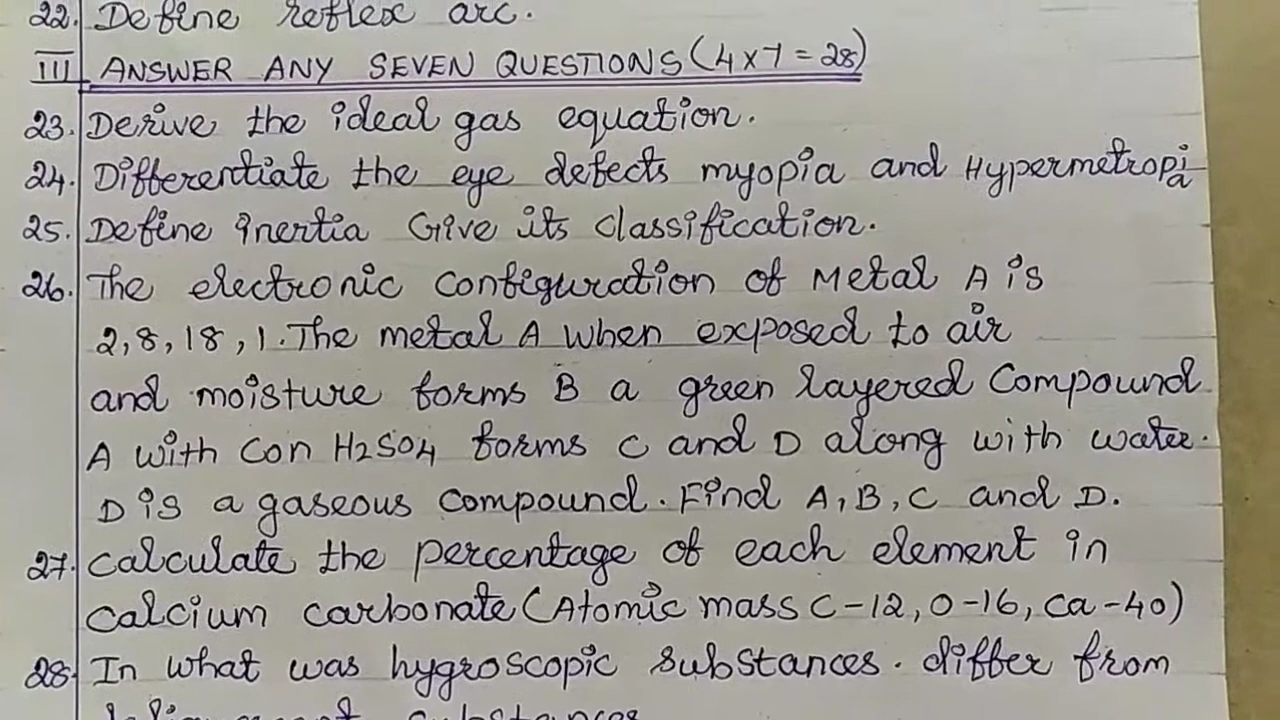 22. Define reflex arc.
III ANSWER ANY SEVEN QUESTIONS (4x7=28)
23. Derive the ideal gas equation.
24. Differentiate the eye defects myopia and Hypermetropia
25. Define inertia Give its classification.
26. The electronic configuration of Metal A is
2,8,18,1. The metal A when exposed to air
and moisture forms B a green layered compound
A with con H2SO4 forms C and D along with water.
D is a gaseous compound. Find A, B, C and D.
27. calculate the percentage of each element in
calcium carbonate (Atomic mass C-12, O-16, Ca-40)
28. In what was hygroscopic substances. differ from
substances